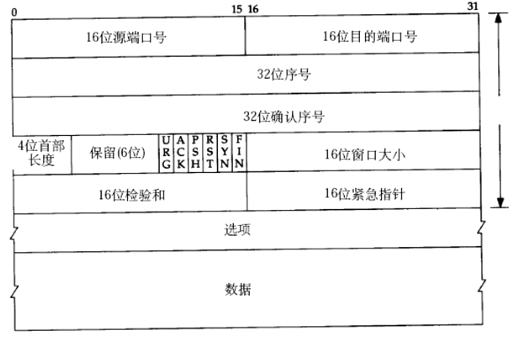 0 15 16 31
16位源端口号 16位目的端口号
32位序号
32位确认序号
4位首部长度 保留(6位) URG ACK PSH RST SYN FIN 16位窗口大小
16位检验和 16位紧急指针
选项
数据